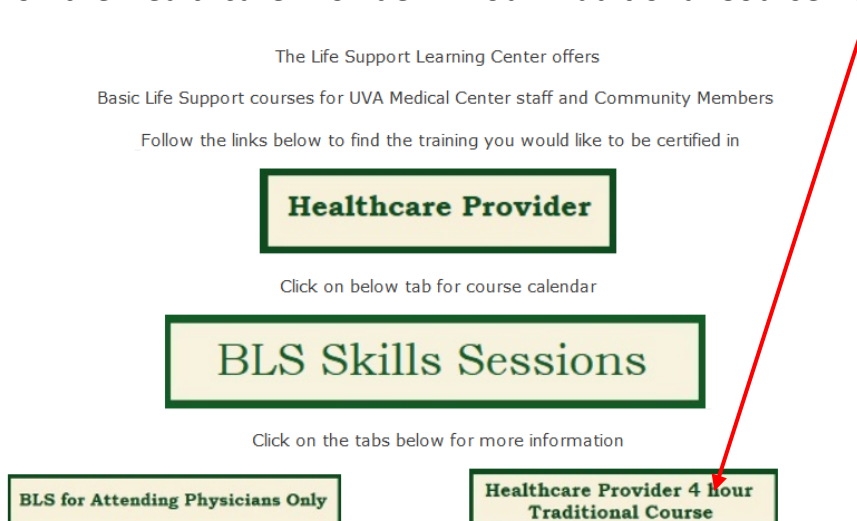 The Life Support Learning Center offers
Basic Life Support courses for UVA Medical Center staff and Community Members
Follow the links below to find the training you would like to be certified in
Healthcare Provider
Click on below tab for course calendar
BLS Skills Sessions
Click on the tabs below for more information
BLS for Attending Physicians Only
Healthcare Provider 4 hour
Traditional Course